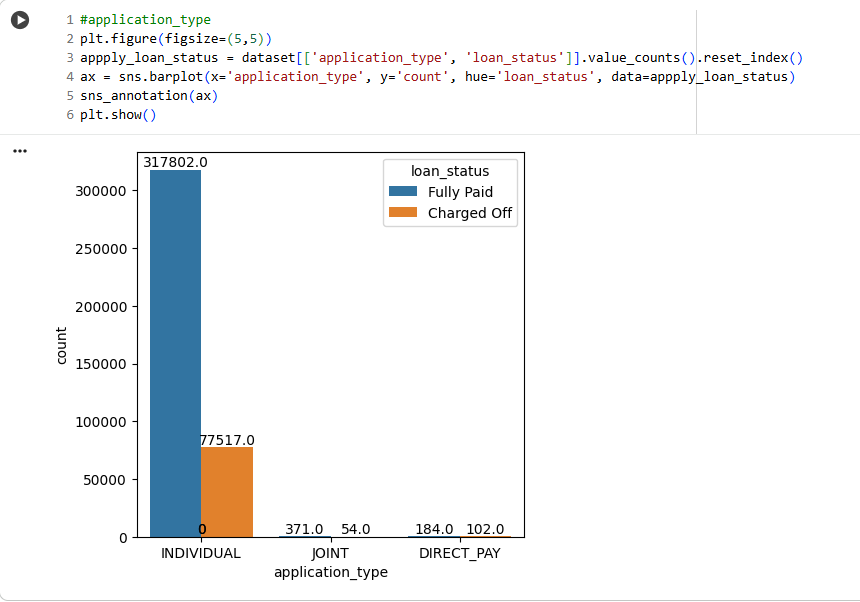 1 #application_type
2 plt.figure(figsize=(5,5))
3 appply_loan_status = dataset[['application_type', 'loan_status']].value_counts().reset_index()
4 ax = sns.barplot(x='application_type', y='count', hue='loan_status', data=appply_loan_status)
5 sns_annotation(ax)
6 plt.show()
317802.0
loan_status
Fully Paid
Charged Off
300000
250000
200000
150000
100000
50000
0
count
77517.0
0
371.0 54.0
184.0 102.0
INDIVIDUAL JOINT DIRECT_PAY
application_type